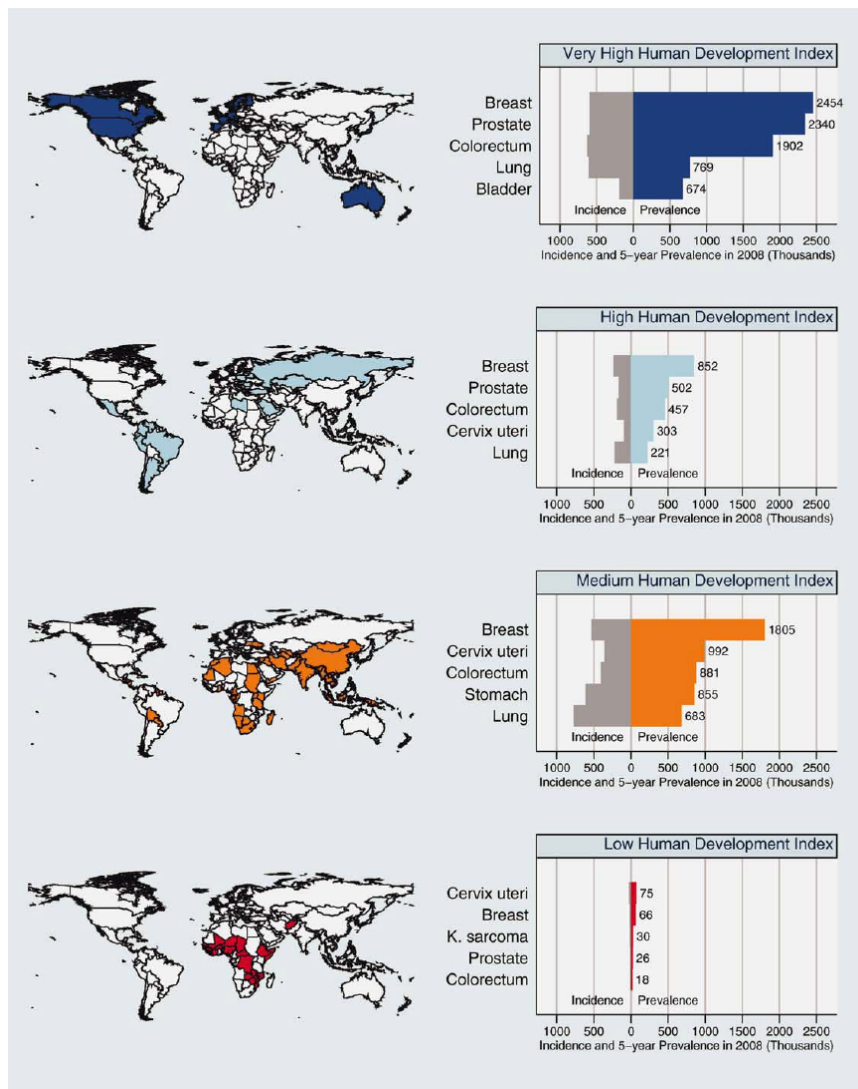 Very High Human Development Index
Breast 2454
Prostate 2340
Colorectum 1902
Lung 769
Bladder 674
Incidence Prevalence
1000 500 0 500 1000 1500 2000 2500
Incidence and 5-year Prevalence in 2008 (Thousands)
High Human Development Index
Breast 852
Prostate 502
Colorectum 457
Cervix uteri 303
Lung 221
Incidence Prevalence
1000 500 0 500 1000 1500 2000 2500
Incidence and 5-year Prevalence in 2008 (Thousands)
Medium Human Development Index
Breast 1805
Cervix uteri 992
Colorectum 881
Stomach 855
Lung 683
Incidence Prevalence
1000 500 0 500 1000 1500 2000 2500
Incidence and 5-year Prevalence in 2008 (Thousands)
Low Human Development Index
Cervix uteri 75
Breast 66
K. sarcoma 30
Prostate 26
Colorectum 18
Incidence Prevalence
1000 500 0 500 1000 1500 2000 2500
Incidence and 5-year Prevalence in 2008 (Thousands)